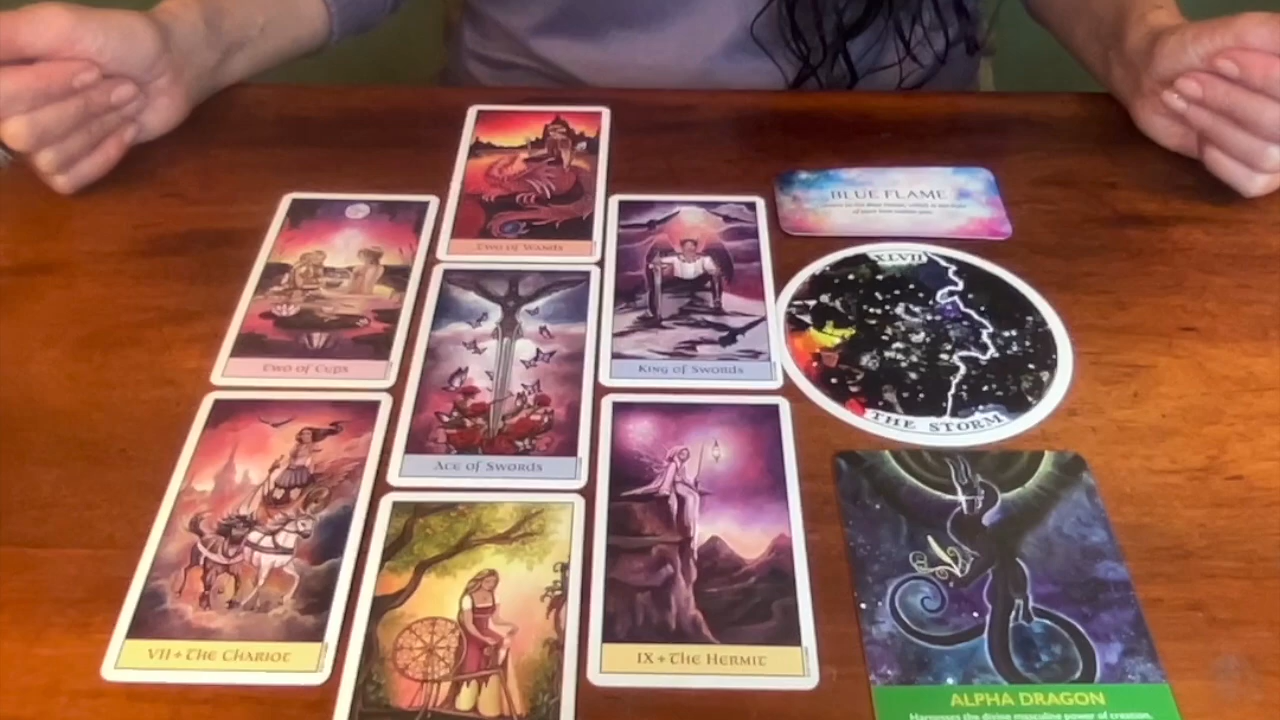 Two of Wands
BLUE FLAME
Two of Cups
King of Swords
XLVII
THE STORM
Ace of Swords
VII + The Chariot
IX + The Hermit
ALPHA DRAGON
Harnesses the divine masculine power of creation,